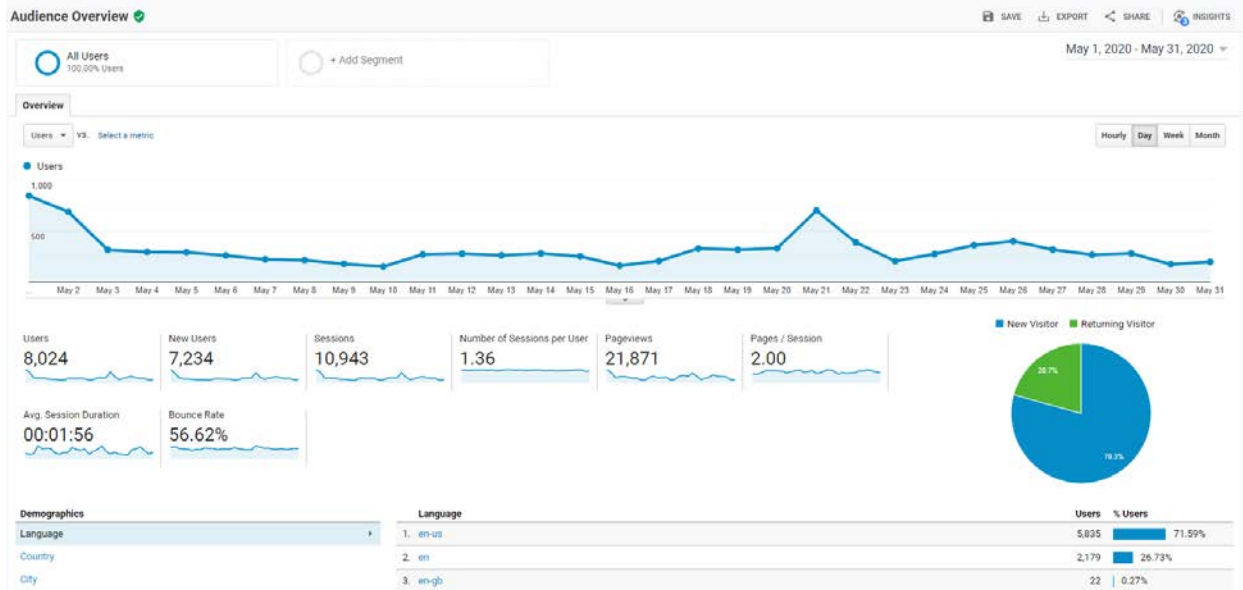 Audience Overview
SAVE EXPORT SHARE INSIGHTS
3
All Users
100.00% Users
+ Add Segment
May 1, 2020 - May 31, 2020
Overview
Users VS. Select a metric
Hourly Day Week Month
Users
1,000
500
... May 2 May 3 May 4 May 5 May 6 May 7 May 8 May 9 May 10 May 11 May 12 May 13 May 14 May 15 May 16 May 17 May 18 May 19 May 20 May 21 May 22 May 23 May 24 May 25 May 26 May 27 May 28 May 29 May 30 May 31
New Visitor Returning Visitor
Users New Users Sessions Number of Sessions per User Pageviews Pages / Session
8,024 7,234 10,943 1.36 21,871 2.00
20.7%
Avg. Session Duration Bounce Rate
00:01:56 56.62%
79.3%
Demographics Language Users % Users
Language 1. en-us 5,835 71.59%
Country 2. en 2,179 26.73%
City 3. en-gb 22 0.27%